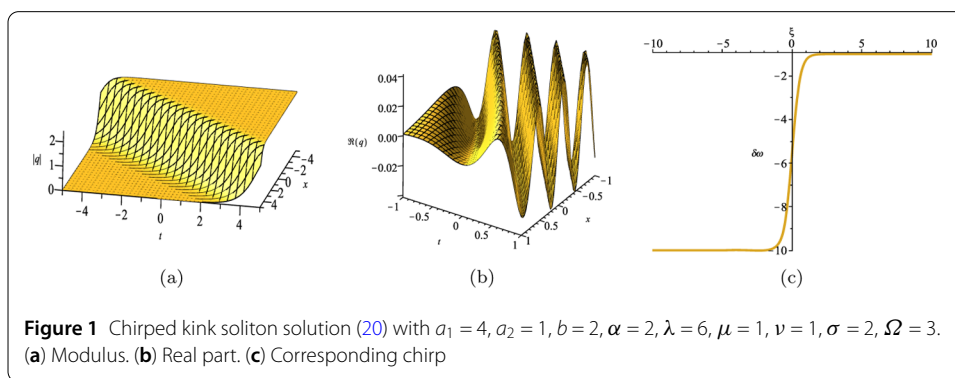 |q|
2
1
0
−4
−2
0
2
4
t
−4
−2
0
2
4
x
(a)
0.04
0.02
0.00
−0.02
ℜ(q)
−1
−0.5
0
0.5
1
t
−1
−0.5
0
0.5
1
x
(b)
ξ
−10
−5
0
5
10
−2
−4
δω
−6
−8
−10
(c)
Figure 1 Chirped kink soliton solution (20) with a₁ = 4, a₂ = 1, b = 2, α = 2, λ = 6, μ = 1, ν = 1, σ = 2, Ω = 3.
(a) Modulus. (b) Real part. (c) Corresponding chirp